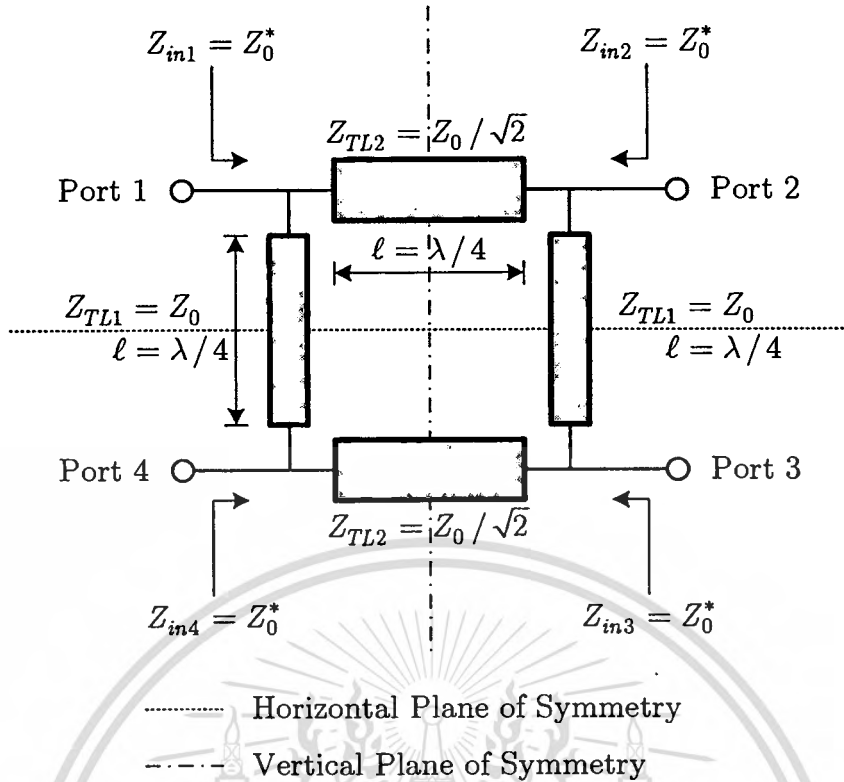 Z_{in1} = Z_0^*
Z_{in2} = Z_0^*
Z_{TL2} = Z_0 / √2
Port 1
Port 2
ℓ = λ/4
Z_{TL1} = Z_0
ℓ = λ/4
Z_{TL1} = Z_0
ℓ = λ/4
Port 4
Port 3
Z_{TL2} = Z_0 / √2
Z_{in4} = Z_0^*
Z_{in3} = Z_0^*
Horizontal Plane of Symmetry
Vertical Plane of Symmetry